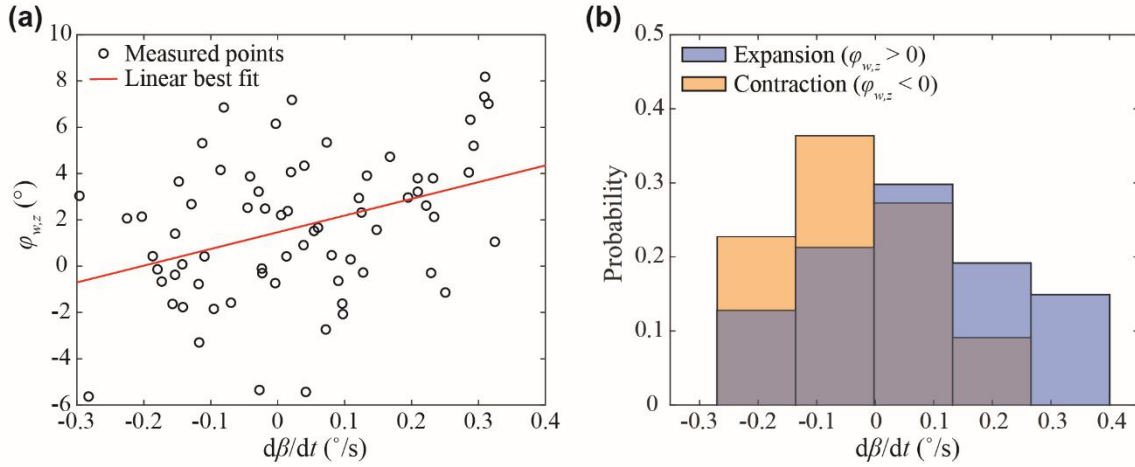 (a)
10
8
6
4
2
0
-2
-4
-6
φw,z (°)
Measured points
Linear best fit
-0.3 -0.2 -0.1 0 0.1 0.2 0.3 0.4
dβ/dt (°/s)
(b)
0.5
0.4
0.3
0.2
0.1
0
Probability
Expansion (φw,z > 0)
Contraction (φw,z < 0)
-0.3 -0.2 -0.1 0 0.1 0.2 0.3 0.4
dβ/dt (°/s)